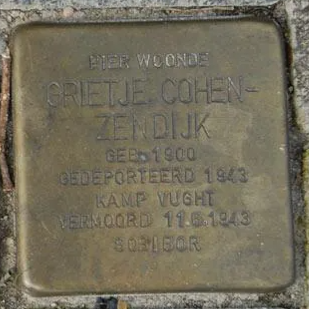 HIER WOONDE
GRIETJE COHEN-
ZENDIJK
GEB. 1900
GEDEPORTEERD 1943
KAMP VUGHT
VERMOORD 11.6.1943
SOBIBOR